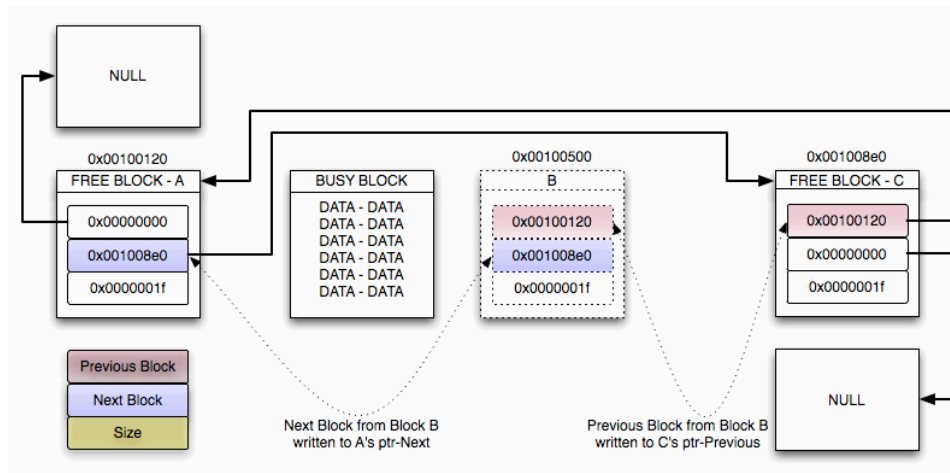 NULL
0x00100120
FREE BLOCK - A
0x00000000
0x001008e0
0x0000001f
BUSY BLOCK
DATA - DATA
DATA - DATA
DATA - DATA
DATA - DATA
DATA - DATA
DATA - DATA
0x00100500
B
0x00100120
0x001008e0
0x0000001f
0x001008e0
FREE BLOCK - C
0x00100120
0x00000000
0x0000001f
Previous Block
Next Block
Size
Next Block from Block B
written to A's ptr-Next
Previous Block from Block B
written to C's ptr-Previous
NULL